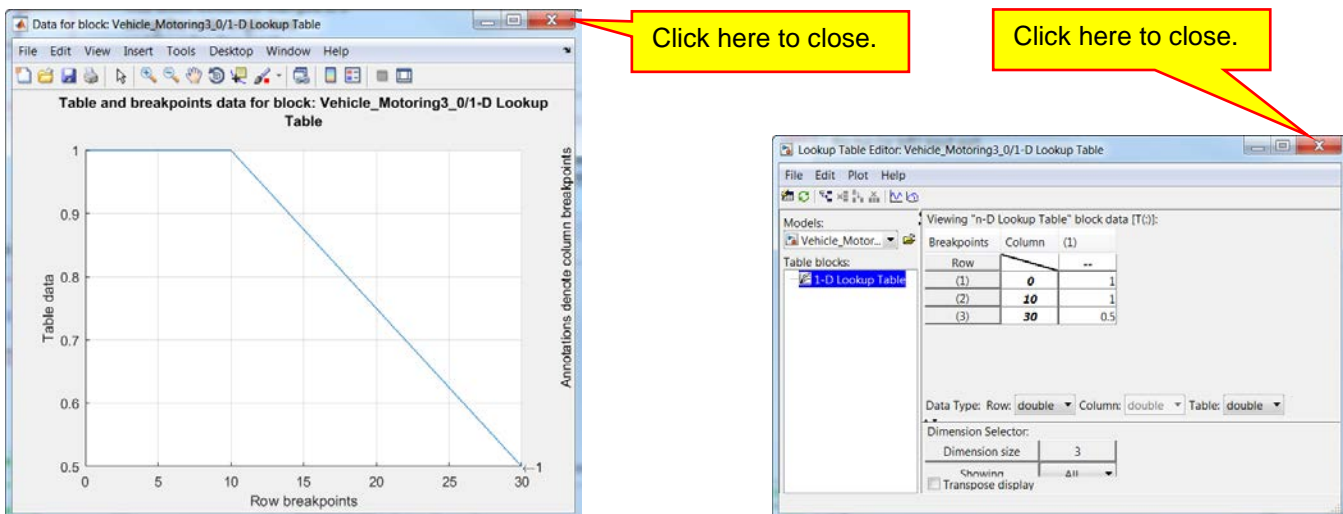 Data for block: Vehicle_Motoring3_0/1-D Lookup Table
File Edit View Insert Tools Desktop Window Help
Table and breakpoints data for block: Vehicle_Motoring3_0/1-D Lookup
Table
1
0.9
0.8
0.7
0.6
0.5
Table data
0 5 10 15 20 25 30
Row breakpoints
←1
Annotations denote column breakpoints
Click here to close.
Click here to close.
Lookup Table Editor: Vehicle_Motoring3_0/1-D Lookup Table
File Edit Plot Help
Models:
Vehicle_Motor...
Table blocks:
1-D Lookup Table
Viewing "n-D Lookup Table" block data [T(:)]:
Breakpoints Column (1)
Row --
(1) 0 1
(2) 10 1
(3) 30 0.5
Data Type: Row: double Column: double Table: double
Dimension Selector:
Dimension size 3
Showing All
Transpose display